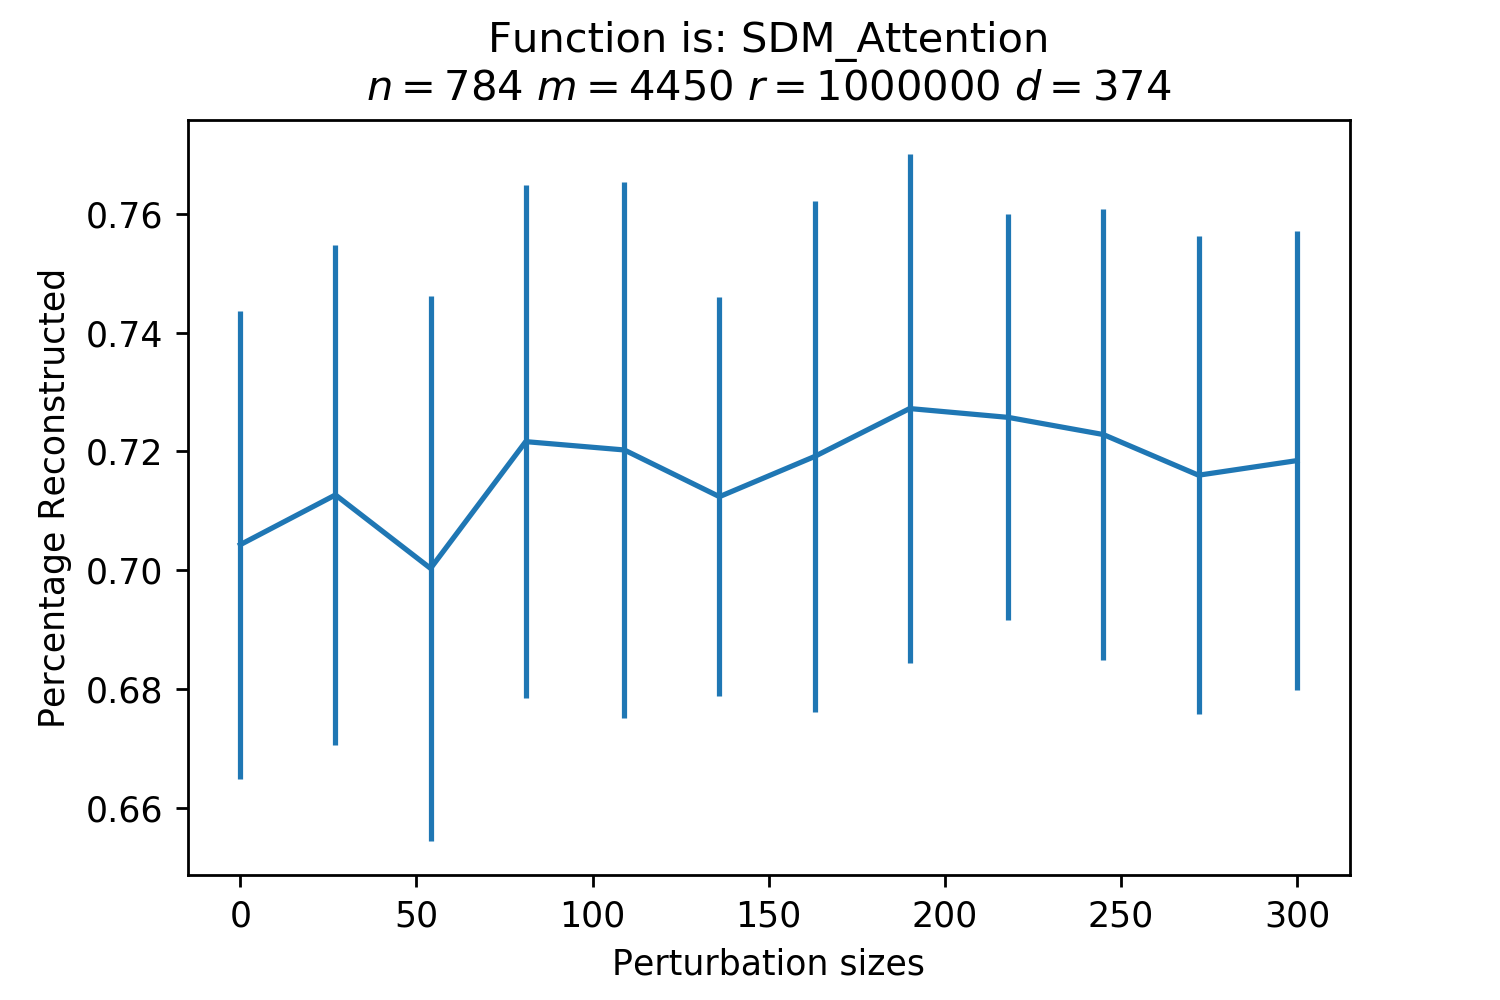 Function is: SDM_Attention
n = 784 m = 4450 r = 1000000 d = 374
Percentage Reconstructed
0.76
0.74
0.72
0.70
0.68
0.66
0 50 100 150 200 250 300
Perturbation sizes